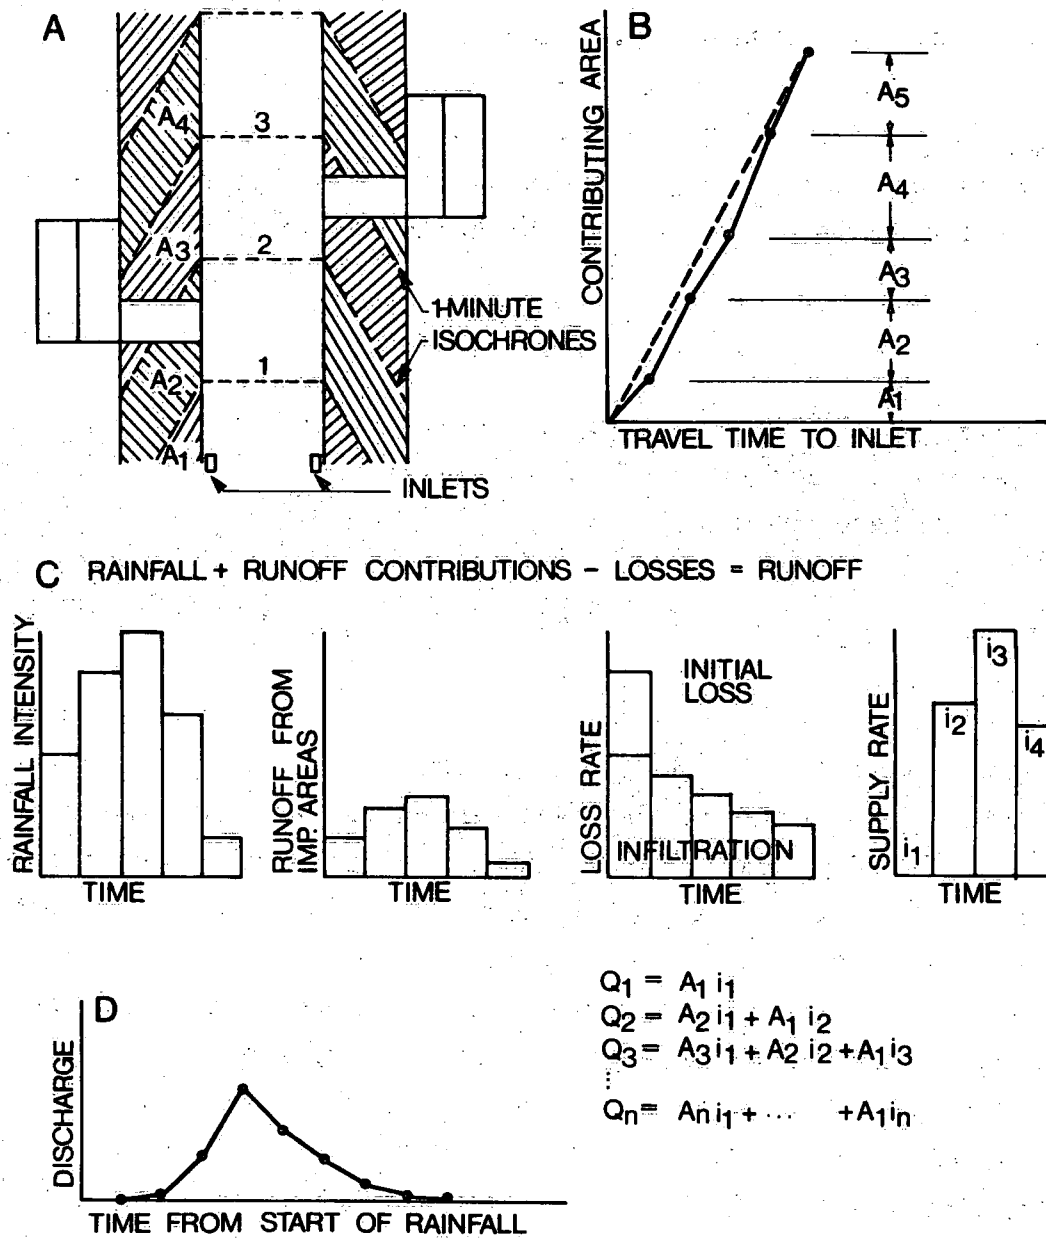 A
A4
3
A3
2
1-MINUTE
ISOCHRONES
A2
1
A1
INLETS
B
CONTRIBUTING AREA
A5
A4
A3
A2
A1
TRAVEL TIME TO INLET
C RAINFALL + RUNOFF CONTRIBUTIONS - LOSSES = RUNOFF
RAINFALL INTENSITY
TIME
RUNOFF FROM
IMP. AREAS
TIME
LOSS RATE
INITIAL
LOSS
INFILTRATION
TIME
SUPPLY RATE
i1
i2
i3
i4
TIME
D
DISCHARGE
TIME FROM START OF RAINFALL
Q1 = A1 i1
Q2 = A2 i1 + A1 i2
Q3 = A3 i1 + A2 i2 + A1 i3
⋮
Qn = An i1 + ... + A1 in